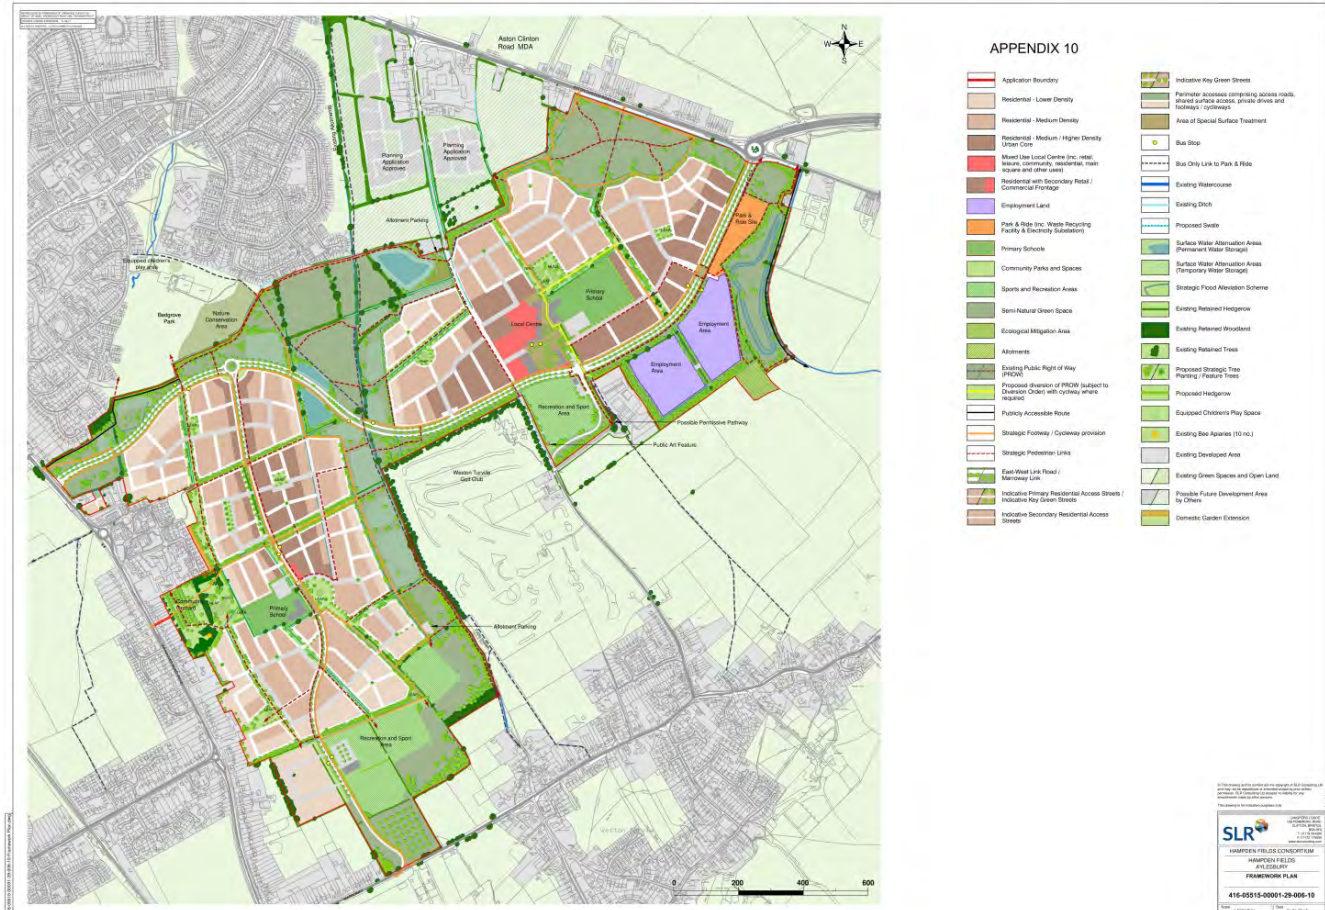 APPENDIX 10
Application Boundary
Residential - Lower Density
Residential - Medium Density
Residential - Medium / Higher Density
Urban Core
Mixed Use Local Centre (Inc. retail,
leisure, community, residential, main
square and other uses)
Residential with Secondary Retail /
Commercial Frontage
Employment Land
Park & Ride (inc. Waste Recycling
Facility & Electricity Substation)
Primary Schools
Community Parks and Spaces
Sports and Recreation Areas
Semi-Natural Green Space
Ecological Mitigation Area
Allotments
Existing Public Right of Way
(PROW)
Proposed diversion of PROW (subject to
Diversion Order) with cycleway where
required
Publicly Accessible Route
Strategic Footway / Cycleway provision
Strategic Pedestrian Links
East-West Link Road /
Marroway Link
Indicative Primary Residential Access Streets /
Indicative Key Green Streets
Indicative Secondary Residential Access
Streets
Indicative Key Green Streets
Perimeter accesses comprising access roads,
shared surface access, private drives and
footways / cycleways
Area of Special Surface Treatment
Bus Stop
Bus Only Link to Park & Ride
Existing Watercourse
Existing Ditch
Proposed Swale
Surface Water Attenuation Areas
(Permanent Water Storage)
Surface Water Attenuation Areas
(Temporary Water Storage)
Strategic Flood Alleviation Scheme
Existing Retained Hedgerow
Existing Retained Woodland
Existing Retained Trees
Proposed Strategic Tree
Planting / Feature Trees
Proposed Hedgerow
Equipped Children's Play Space
Existing Bee Apiaries (10 no.)
Existing Developed Area
Existing Green Spaces and Open Land
Possible Future Development Area
by Others
Domestic Garden Extension
Aston Clinton
Road MDA
N
W
E
S
Planning
Application
Approved
Planning
Application
Approved
Allotment Parking
Park &
Ride Site
Equipped children's
play area
Bedgrove
Park
Nature
Conservation
Area
Primary
School
Local Centre
Employment
Area
Employment
Area
Recreation and Sport
Area
Possible Permissive Pathway
Public Art Feature
Weston Turville
Golf Club
Primary
School
Allotment Parking
Recreation and Sport
Area
0 200 400 600
SLR
HAMPDEN FIELDS CONSORTIUM
HAMPDEN FIELDS
AYLESBURY
FRAMEWORK PLAN
416-05515-00001-29-006-10